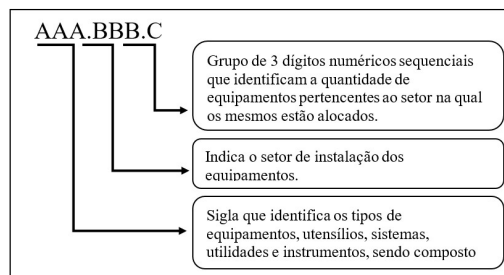 AAA.BBB.C
Grupo de 3 dígitos numéricos sequenciais
que identificam a quantidade de
equipamentos pertencentes ao setor na qual
os mesmos estão alocados.
Indica o setor de instalação dos
equipamentos.
Sigla que identifica os tipos de
equipamentos, utensílios, sistemas,
utilidades e instrumentos, sendo composto